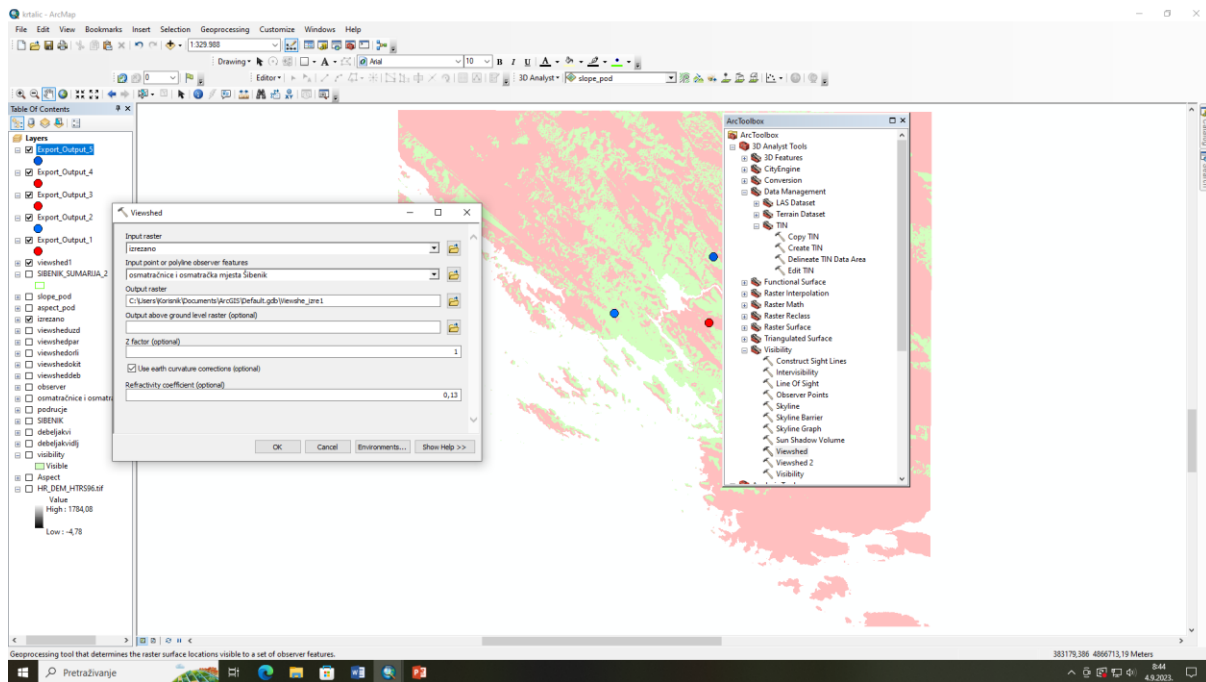 krtalic - ArcMap
File Edit View Bookmarks Insert Selection Geoprocessing Customize Windows Help
1:329.988
Drawing Arial 10 B I U A
0 Editor 3D Analyst slope_pod
Table Of Contents
Layers
Export_Output_5
Export_Output_4
Export_Output_3
Export_Output_2
Export_Output_1
viewshed1
SIBENIK_SUMARIJA_2
slope_pod
aspect_pod
izrezano
viewsheduzd
viewshedpar
viewshedorli
viewshedokit
viewsheddeb
observer
osmatračnice i osmatra
podrucje
SIBENIK
debeljakvi
debeljakvidlj
visibility
Visible
Aspect
HR_DEM_HTRS96.tif
Value
High : 1784,08
Low : -4,78
Viewshed
Input raster
izrezano
Input point or polyline observer features
osmatračnice i osmatračka mjesta Šibenik
Output raster
C:\Users\Korisnik\Documents\ArcGIS\Default.gdb\Viewshe_izre1
Output above ground level raster (optional)
Z factor (optional)
1
Use earth curvature corrections (optional)
Refractivity coefficient (optional)
0,13
OK Cancel Environments... Show Help >>
ArcToolbox
ArcToolbox
3D Analyst Tools
3D Features
CityEngine
Conversion
Data Management
LAS Dataset
Terrain Dataset
TIN
Copy TIN
Create TIN
Delineate TIN Data Area
Edit TIN
Functional Surface
Raster Interpolation
Raster Math
Raster Reclass
Raster Surface
Triangulated Surface
Visibility
Construct Sight Lines
Intervisibility
Line Of Sight
Observer Points
Skyline
Skyline Barrier
Skyline Graph
Sun Shadow Volume
Viewshed
Viewshed 2
Visibility
Geoprocessing tool that determines the raster surface locations visible to a set of observer features.
383179,386 4866713,19 Meters
Pretraživanje
8:44
4.9.2023.